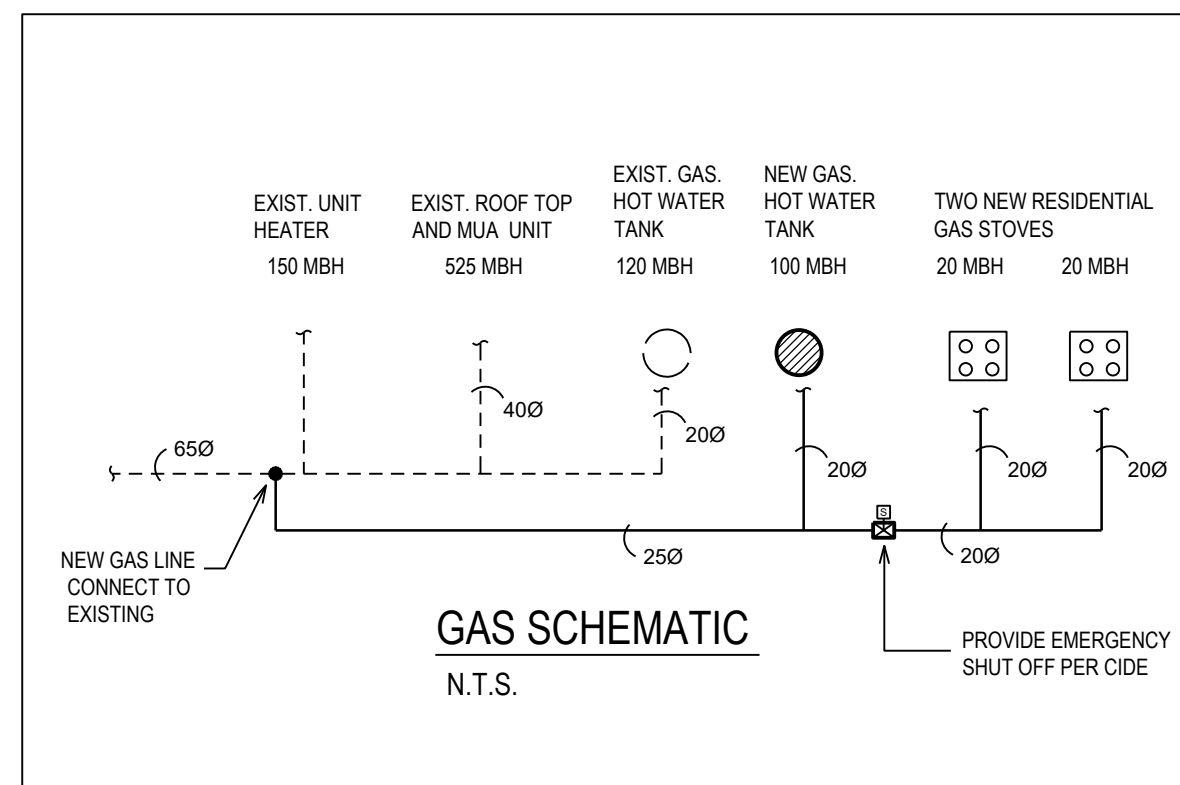 EXIST. UNIT
HEATER
150 MBH
EXIST. ROOF TOP
AND MUA UNIT
525 MBH
EXIST. GAS.
HOT WATER
TANK
120 MBH
NEW GAS.
HOT WATER
TANK
100 MBH
TWO NEW RESIDENTIAL
GAS STOVES
20 MBH
20 MBH
65Ø
40Ø
20Ø
20Ø
20Ø
20Ø
S
25Ø
20Ø
NEW GAS LINE
CONNECT TO
EXISTING
PROVIDE EMERGENCY
SHUT OFF PER CIDE
GAS SCHEMATIC
N.T.S.